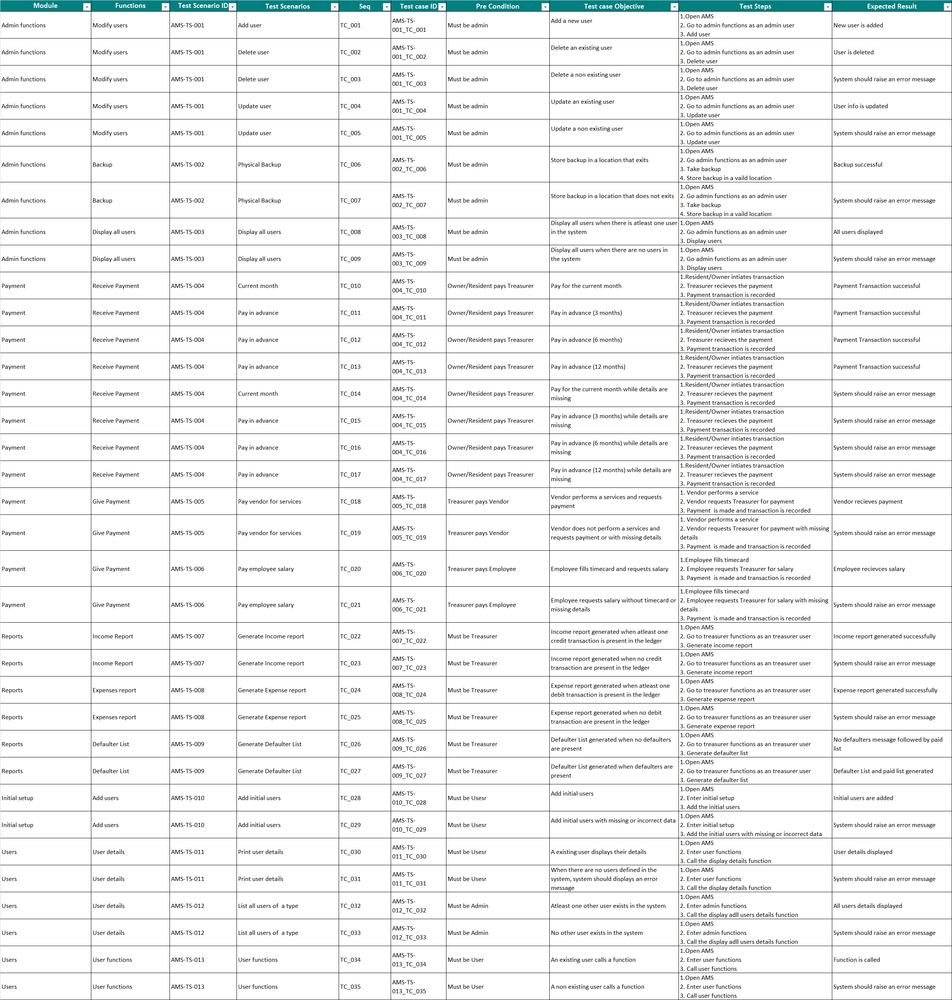 Module Functions Test Scenario ID Test Scenarios Seq Test case ID Pre Condition Test case Objective Test Steps Expected Result
Admin functions Modify users AMS-TS-001 Add user TC_001 AMS-TS-
001_TC_001 Must be admin Add a new user 1.Open AMS
2. Go to admin functions as an admin user
3. Add user New user is added
Admin functions Modify users AMS-TS-001 Delete user TC_002 AMS-TS-
001_TC_002 Must be admin Delete an existing user 1.Open AMS
2. Go to admin functions as an admin user
3. Delete user User is deleted
Admin functions Modify users AMS-TS-001 Delete user TC_003 AMS-TS-
001_TC_003 Must be admin Delete a non existing user 1.Open AMS
2. Go to admin functions as an admin user
3. Delete user System should raise an error message
Admin functions Modify users AMS-TS-001 Update user TC_004 AMS-TS-
001_TC_004 Must be admin Update an existing user 1.Open AMS
2. Go to admin functions as an admin user
3. Update user User info is updated
Admin functions Modify users AMS-TS-001 Update user TC_005 AMS-TS-
001_TC_005 Must be admin Update a non existing user 1.Open AMS
2. Go to admin functions as an admin user
3. Update user System should raise an error message
Admin functions Backup AMS-TS-002 Physical Backup TC_006 AMS-TS-
002_TC_006 Must be admin Store backup in a location that exits 1.Open AMS
2. Go admin functions as an admin user
3. Take backup
4. Store backup in a vaild location Backup successful
Admin functions Backup AMS-TS-002 Physical Backup TC_007 AMS-TS-
002_TC_007 Must be admin Store backup in a location that does not exits 1.Open AMS
2. Go admin functions as an admin user
3. Take backup
4. Store backup in a vaild location System should raise an error message
Admin functions Display all users AMS-TS-003 Display all users TC_008 AMS-TS-
003_TC_008 Must be admin Display all users when there is atleast one user
in the system 1.Open AMS
2. Go admin functions as an admin user
3. Display users All users displayed
Admin functions Display all users AMS-TS-003 Display all users TC_009 AMS-TS-
003_TC_009 Must be admin Display all users when there are no users in
the system 1.Open AMS
2. Go admin functions as an admin user
3. Display users System should raise an error message
Payment Receive Payment AMS-TS-004 Current month TC_010 AMS-TS-
004_TC_010 Owner/Resident pays Treasurer Pay for the current month 1.Resident/Owner intiates transaction
2. Treasurer recieves the payment
3. Payment transaction is recorded Payment Transaction successful
Payment Receive Payment AMS-TS-004 Pay in advance TC_011 AMS-TS-
004_TC_011 Owner/Resident pays Treasurer Pay in advance (3 months) 1.Resident/Owner intiates transaction
2. Treasurer recieves the payment
3. Payment transaction is recorded Payment Transaction successful
Payment Receive Payment AMS-TS-004 Pay in advance TC_012 AMS-TS-
004_TC_012 Owner/Resident pays Treasurer Pay in advance (6 months) 1.Resident/Owner intiates transaction
2. Treasurer recieves the payment
3. Payment transaction is recorded Payment Transaction successful
Payment Receive Payment AMS-TS-004 Pay in advance TC_013 AMS-TS-
004_TC_013 Owner/Resident pays Treasurer Pay in advance (12 months) 1.Resident/Owner intiates transaction
2. Treasurer recieves the payment
3. Payment transaction is recorded Payment Transaction successful
Payment Receive Payment AMS-TS-004 Current month TC_014 AMS-TS-
004_TC_014 Owner/Resident pays Treasurer Pay for the current month while details are
missing 1.Resident/Owner intiates transaction
2. Treasurer recieves the payment
3. Payment transaction is recorded System should raise an error message
Payment Receive Payment AMS-TS-004 Pay in advance TC_015 AMS-TS-
004_TC_015 Owner/Resident pays Treasurer Pay in advance (3 months) while details are
missing 1.Resident/Owner intiates transaction
2. Treasurer recieves the payment
3. Payment transaction is recorded System should raise an error message
Payment Receive Payment AMS-TS-004 Pay in advance TC_016 AMS-TS-
004_TC_016 Owner/Resident pays Treasurer Pay in advance (6 months) while details are
missing 1.Resident/Owner intiates transaction
2. Treasurer recieves the payment
3. Payment transaction is recorded System should raise an error message
Payment Receive Payment AMS-TS-004 Pay in advance TC_017 AMS-TS-
004_TC_017 Owner/Resident pays Treasurer Pay in advance (12 months) while details are
missing 1.Resident/Owner intiates transaction
2. Treasurer recieves the payment
3. Payment transaction is recorded System should raise an error message
Payment Give Payment AMS-TS-005 Pay vendor for services TC_018 AMS-TS-
005_TC_018 Treasurer pays Vendor Vendor performs a services and requests
payment 1. Vendor performs a service
2. Vendor requests Treasurer for payment
3. Payment  is made and transaction is recorded Vendor recieves payment
Payment Give Payment AMS-TS-005 Pay vendor for services TC_019 AMS-TS-
005_TC_019 Treasurer pays Vendor Vendor does not perform a services and
requests payment or with missing details 1. Vendor performs a service
2. Vendor requests Treasurer for payment with missing
details
3. Payment  is made and transaction is recorded System should raise an error message
Payment Give Payment AMS-TS-006 Pay employee salary TC_020 AMS-TS-
006_TC_020 Treasurer pays Employee Employee fills timecard and requests salary 1.Employee fills timecard
2. Employee requests Treasurer for salary
3. Payment  is made and transaction is recorded Employee recievces salary
Payment Give Payment AMS-TS-006 Pay employee salary TC_021 AMS-TS-
006_TC_021 Treasurer pays Employee Employee requests salary without timecard or
missing details 1.Employee fills timecard
2. Employee requests Treasurer for salary with missing
details
3. Payment  is made and transaction is recorded System should raise an error message
Reports Income Report AMS-TS-007 Generate Income report TC_022 AMS-TS-
007_TC_022 Must be Treasurer Income report generated when atleast one
credit transaction is present in the ledger 1.Open AMS
2. Go to treasurer functions as an treasurer user
3. Generate income report Income report generated successfully
Reports Income Report AMS-TS-007 Generate Income report TC_023 AMS-TS-
007_TC_023 Must be Treasurer Income report generated when no credit
transaction are present in the ledger 1.Open AMS
2. Go to treasurer functions as an treasurer user
3. Generate income report System should raise an error message
Reports Expenses report AMS-TS-008 Generate Expense report TC_024 AMS-TS-
008_TC_024 Must be Treasurer Expense report generated when atleast one
debit transaction is present in the ledger 1.Open AMS
2. Go to treasurer functions as an treasurer user
3. Generate expense report Expense report generated successfully
Reports Expenses report AMS-TS-008 Generate Expense report TC_025 AMS-TS-
008_TC_025 Must be Treasurer Expense report generated when no debit
transaction are present in the ledger 1.Open AMS
2. Go to treasurer functions as an treasurer user
3. Generate expense report System should raise an error message
Reports Defaulter List AMS-TS-009 Generate Defaulter List TC_026 AMS-TS-
009_TC_026 Must be Treasurer Defaulter List generated when no defaulters
are present 1.Open AMS
2. Go to treasurer functions as an treasurer user
3. Generate defaulter list No defaulters message followed by paid
list
Reports Defaulter List AMS-TS-009 Generate Defaulter List TC_027 AMS-TS-
009_TC_027 Must be Treasurer Defaulter List generated when defaulters are
present 1.Open AMS
2. Go to treasurer functions as an treasurer user
3. Generate defaulter list Defaulter List and paid list generated
Initial setup Add users AMS-TS-010 Add initial users TC_028 AMS-TS-
010_TC_028 Must be Usesr Add initial users 1.Open AMS
2. Enter initial setup
3. Add the initial users Initial users are added
Initial setup Add users AMS-TS-010 Add initial users TC_029 AMS-TS-
010_TC_029 Must be Usesr Add initial users with missing or incorrect data 1.Open AMS
2. Enter initial setup
3. Add the initial users with missing or incorrect data System should raise an error message
Users User details AMS-TS-011 Print user details TC_030 AMS-TS-
011_TC_030 Must be Usesr A existing user displays their details 1.Open AMS
2. Enter user functions
3. Call the display details function User details displayed
Users User details AMS-TS-011 Print user details TC_031 AMS-TS-
011_TC_031 Must be Usesr When there are no users defined in the
system, system should displays an error
message 1.Open AMS
2. Enter user functions
3. Call the display details function System should raise an error message
Users User details AMS-TS-012 List all users of  a type TC_032 AMS-TS-
012_TC_032 Must be Admin Atleast one other user exists in the system 1.Open AMS
2. Enter admin functions
3. Call the display adll users details function All users details displayed
Users User details AMS-TS-012 List all users of  a type TC_033 AMS-TS-
012_TC_033 Must be Admin No other user exists in the system 1.Open AMS
2. Enter admin functions
3. Call the display adll users details function System should raise an error message
Users User functions AMS-TS-013 User functions TC_034 AMS-TS-
013_TC_034 Must be User An existing user calls a function 1.Open AMS
2. Enter user functions
3. Call user functions Function is called
Users User functions AMS-TS-013 User functions TC_035 AMS-TS-
013_TC_035 Must be User A non existing user calls a function 1.Open AMS
2. Enter user functions
3. Call user functions System should raise an error message